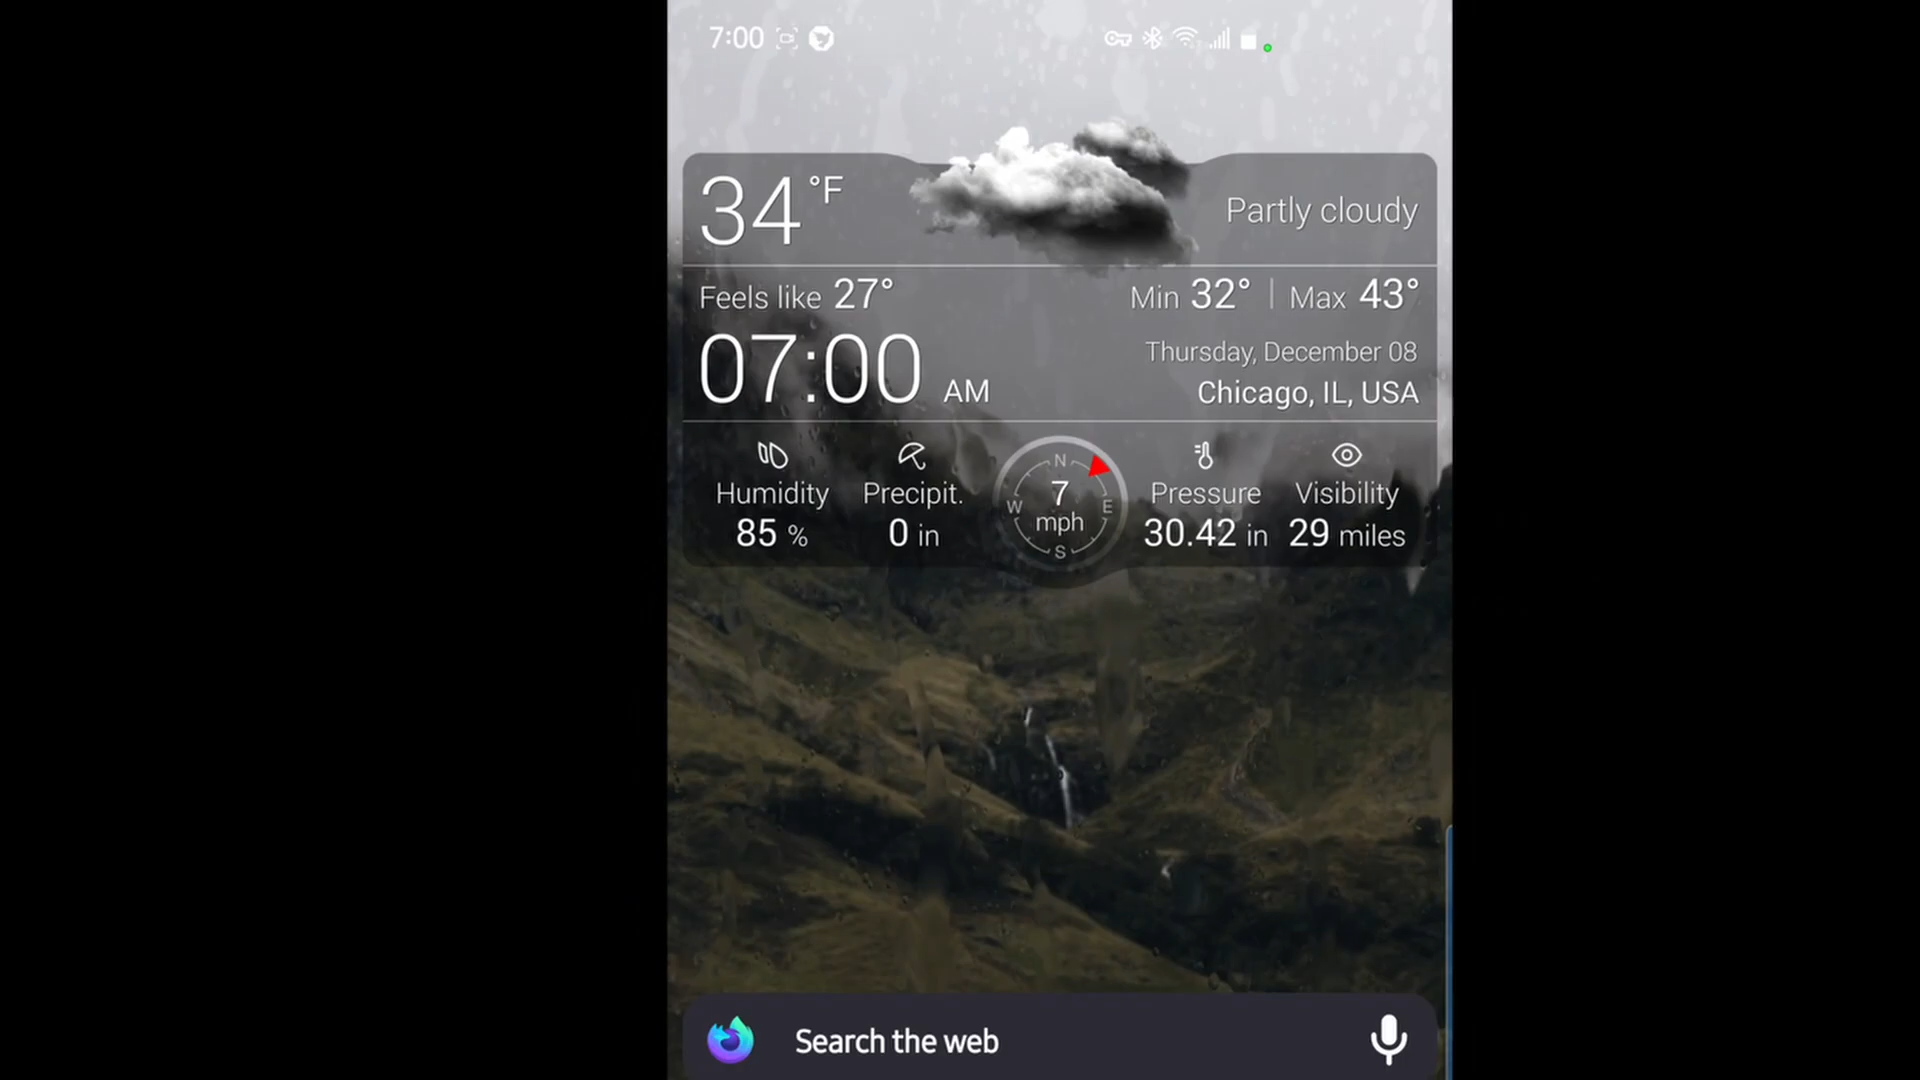 7:00
34 °F
Partly cloudy
Feels like 27°
Min 32° | Max 43°
07:00 AM
Thursday, December 08
Chicago, IL, USA
Humidity
85 %
Precipit.
0 in
N
W E
S
7
mph
Pressure
30.42 in
Visibility
29 miles
Search the web